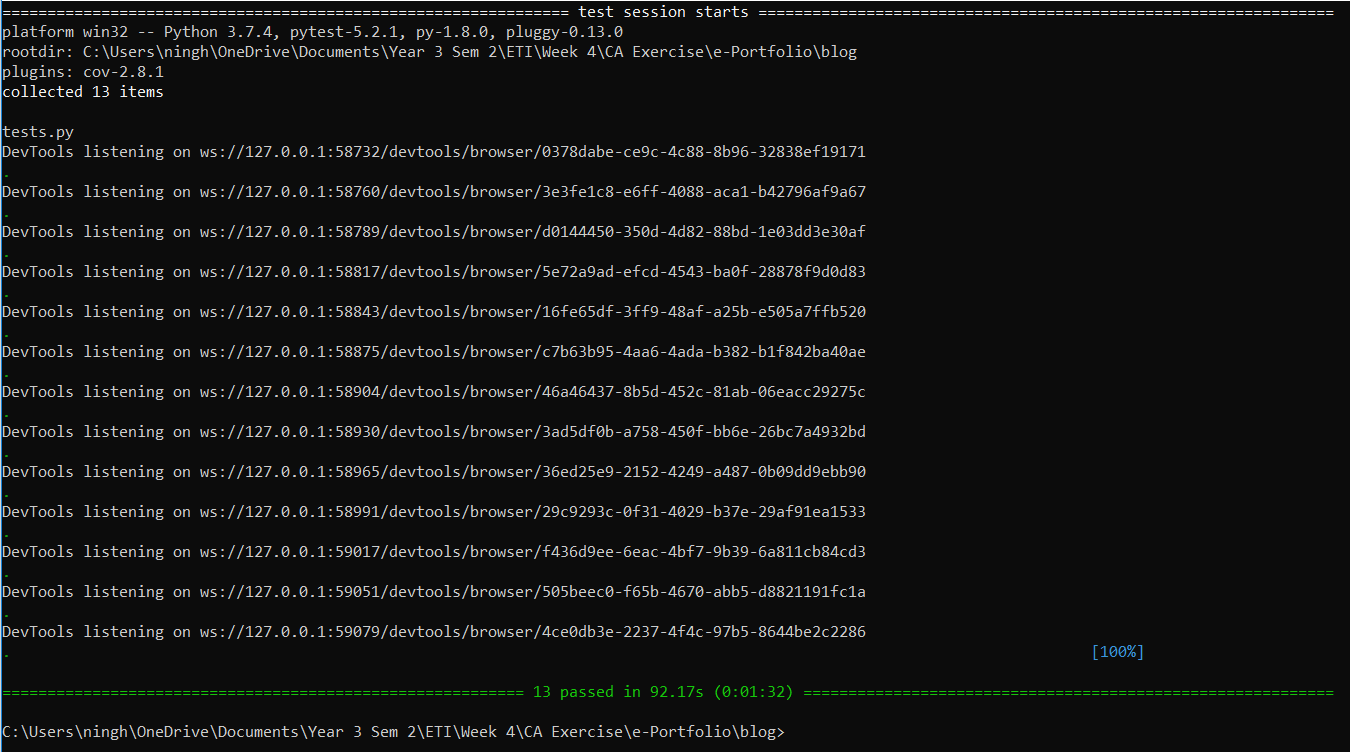 =============================================================== test session starts ================================================================
platform win32 -- Python 3.7.4, pytest-5.2.1, py-1.8.0, pluggy-0.13.0
rootdir: C:\Users\ningh\OneDrive\Documents\Year 3 Sem 2\ETI\Week 4\CA Exercise\e-Portfolio\blog
plugins: cov-2.8.1
collected 13 items
tests.py
DevTools listening on ws://127.0.0.1:58732/devtools/browser/0378dabe-ce9c-4c88-8b96-32838ef19171
.
DevTools listening on ws://127.0.0.1:58760/devtools/browser/3e3fe1c8-e6ff-4088-aca1-b42796af9a67
.
DevTools listening on ws://127.0.0.1:58789/devtools/browser/d0144450-350d-4d82-88bd-1e03dd3e30af
.
DevTools listening on ws://127.0.0.1:58817/devtools/browser/5e72a9ad-efcd-4543-ba0f-28878f9d0d83
.
DevTools listening on ws://127.0.0.1:58843/devtools/browser/16fe65df-3ff9-48af-a25b-e505a7ffb520
.
DevTools listening on ws://127.0.0.1:58875/devtools/browser/c7b63b95-4aa6-4ada-b382-b1f842ba40ae
.
DevTools listening on ws://127.0.0.1:58904/devtools/browser/46a46437-8b5d-452c-81ab-06eacc29275c
.
DevTools listening on ws://127.0.0.1:58930/devtools/browser/3ad5df0b-a758-450f-bb6e-26bc7a4932bd
.
DevTools listening on ws://127.0.0.1:58965/devtools/browser/36ed25e9-2152-4249-a487-0b09dd9ebb90
.
DevTools listening on ws://127.0.0.1:58991/devtools/browser/29c9293c-0f31-4029-b37e-29af91ea1533
.
DevTools listening on ws://127.0.0.1:59017/devtools/browser/f436d9ee-6eac-4bf7-9b39-6a811cb84cd3
.
DevTools listening on ws://127.0.0.1:59051/devtools/browser/505beec0-f65b-4670-abb5-d8821191fc1a
.
DevTools listening on ws://127.0.0.1:59079/devtools/browser/4ce0db3e-2237-4f4c-97b5-8644be2c2286
. [100%]
========================================================== 13 passed in 92.17s (0:01:32) ===========================================================
C:\Users\ningh\OneDrive\Documents\Year 3 Sem 2\ETI\Week 4\CA Exercise\e-Portfolio\blog>